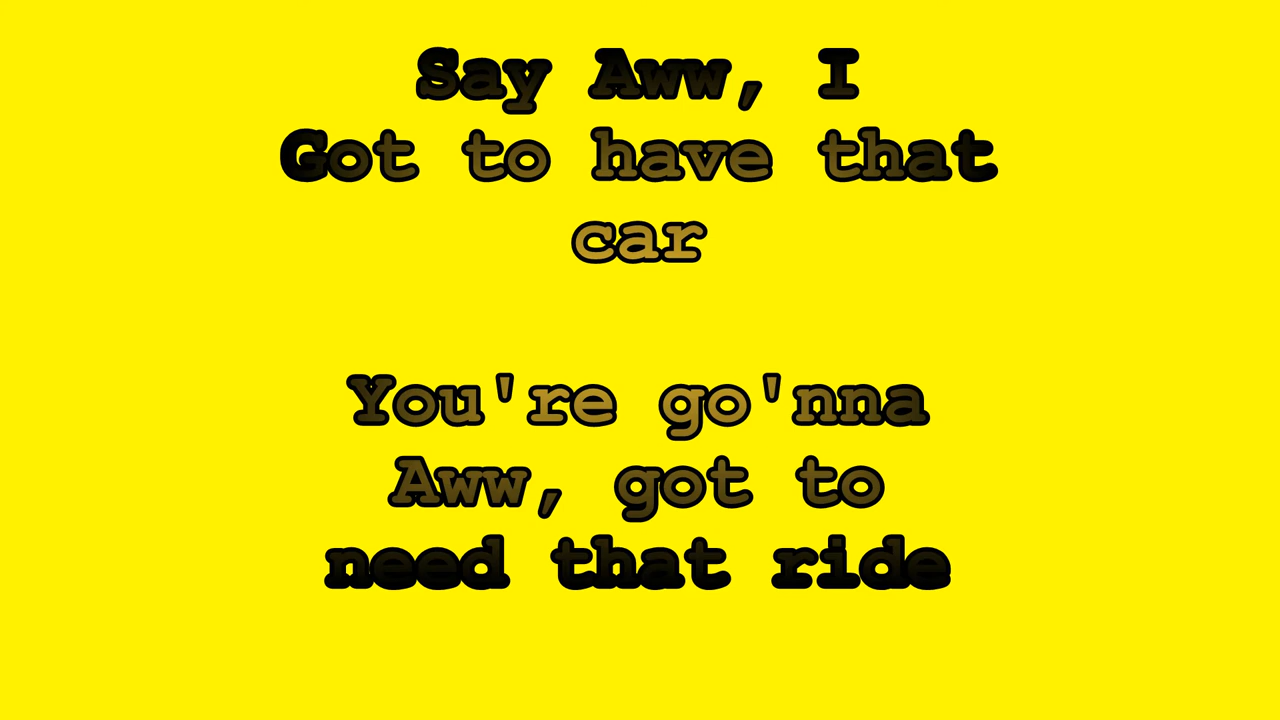 Say Aww, I
Got to have that
car
You're go'nna
Aww, got to
need that ride